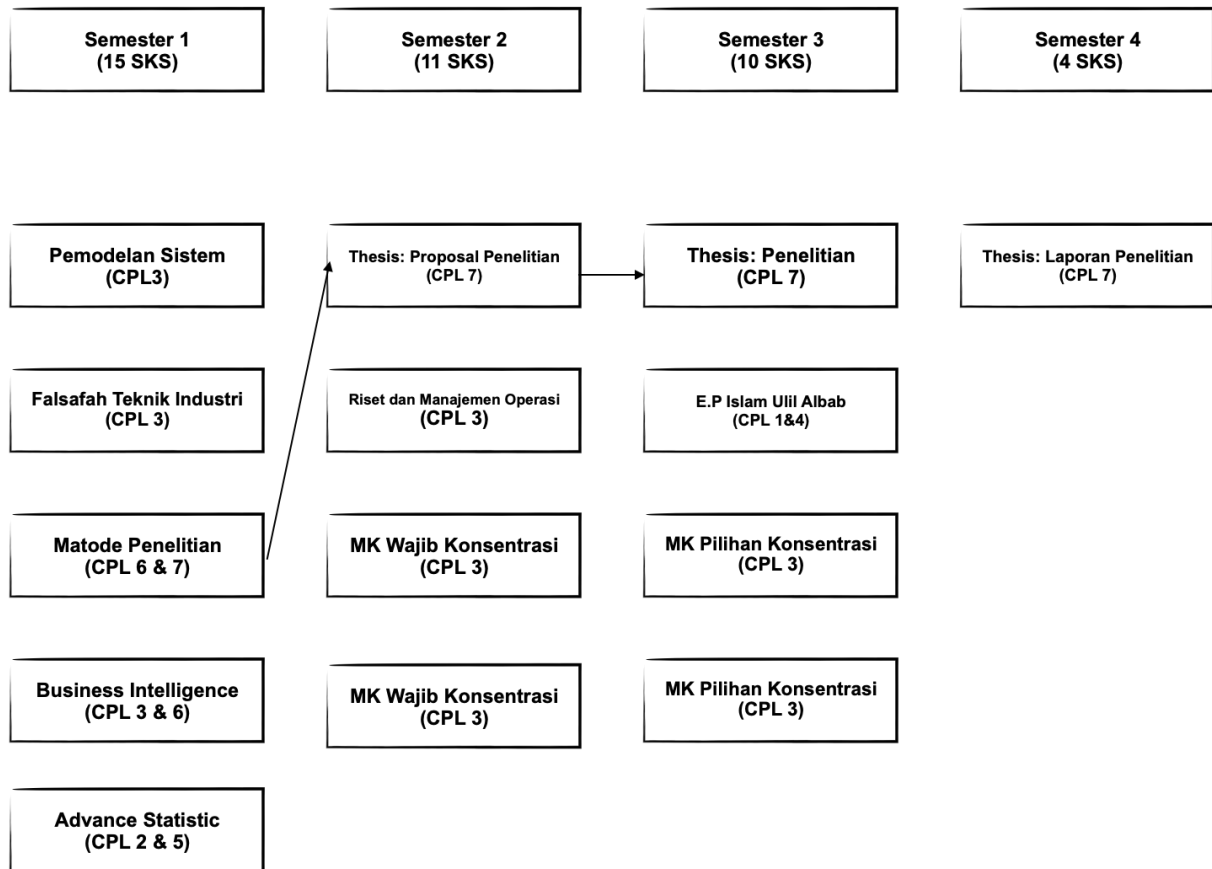 Semester 1
(15 SKS)
Semester 2
(11 SKS)
Semester 3
(10 SKS)
Semester 4
(4 SKS)
Pemodelan Sistem
(CPL3)
Thesis: Proposal Penelitian
(CPL 7)
Thesis: Penelitian
(CPL 7)
Thesis: Laporan Penelitian
(CPL 7)
Falsafah Teknik Industri
(CPL 3)
Riset dan Manajemen Operasi
(CPL 3)
E.P Islam Ulil Albab
(CPL 1&4)
Matode Penelitian
(CPL 6 & 7)
MK Wajib Konsentrasi
(CPL 3)
MK Pilihan Konsentrasi
(CPL 3)
Business Intelligence
(CPL 3 & 6)
MK Wajib Konsentrasi
(CPL 3)
MK Pilihan Konsentrasi
(CPL 3)
Advance Statistic
(CPL 2 & 5)